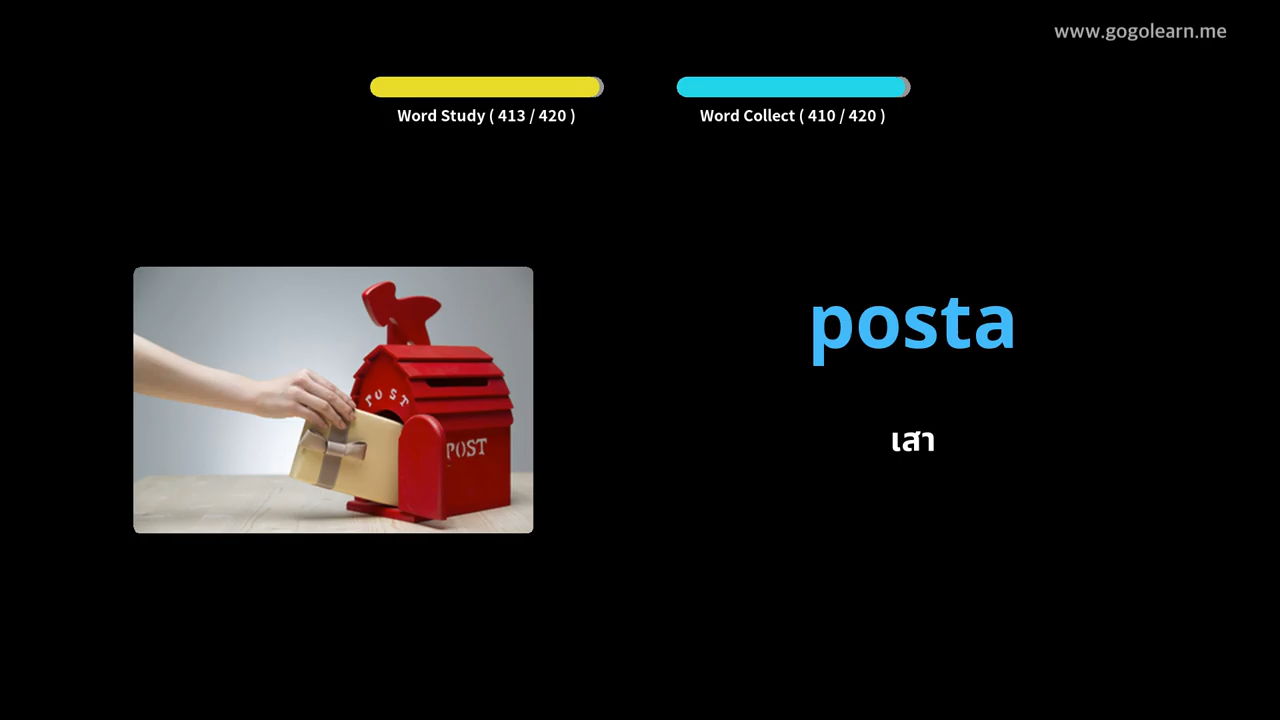 www.gogolearn.me
Word Study ( 413 / 420 )
Word Collect ( 410 / 420 )
POST
POST
posta
เสา